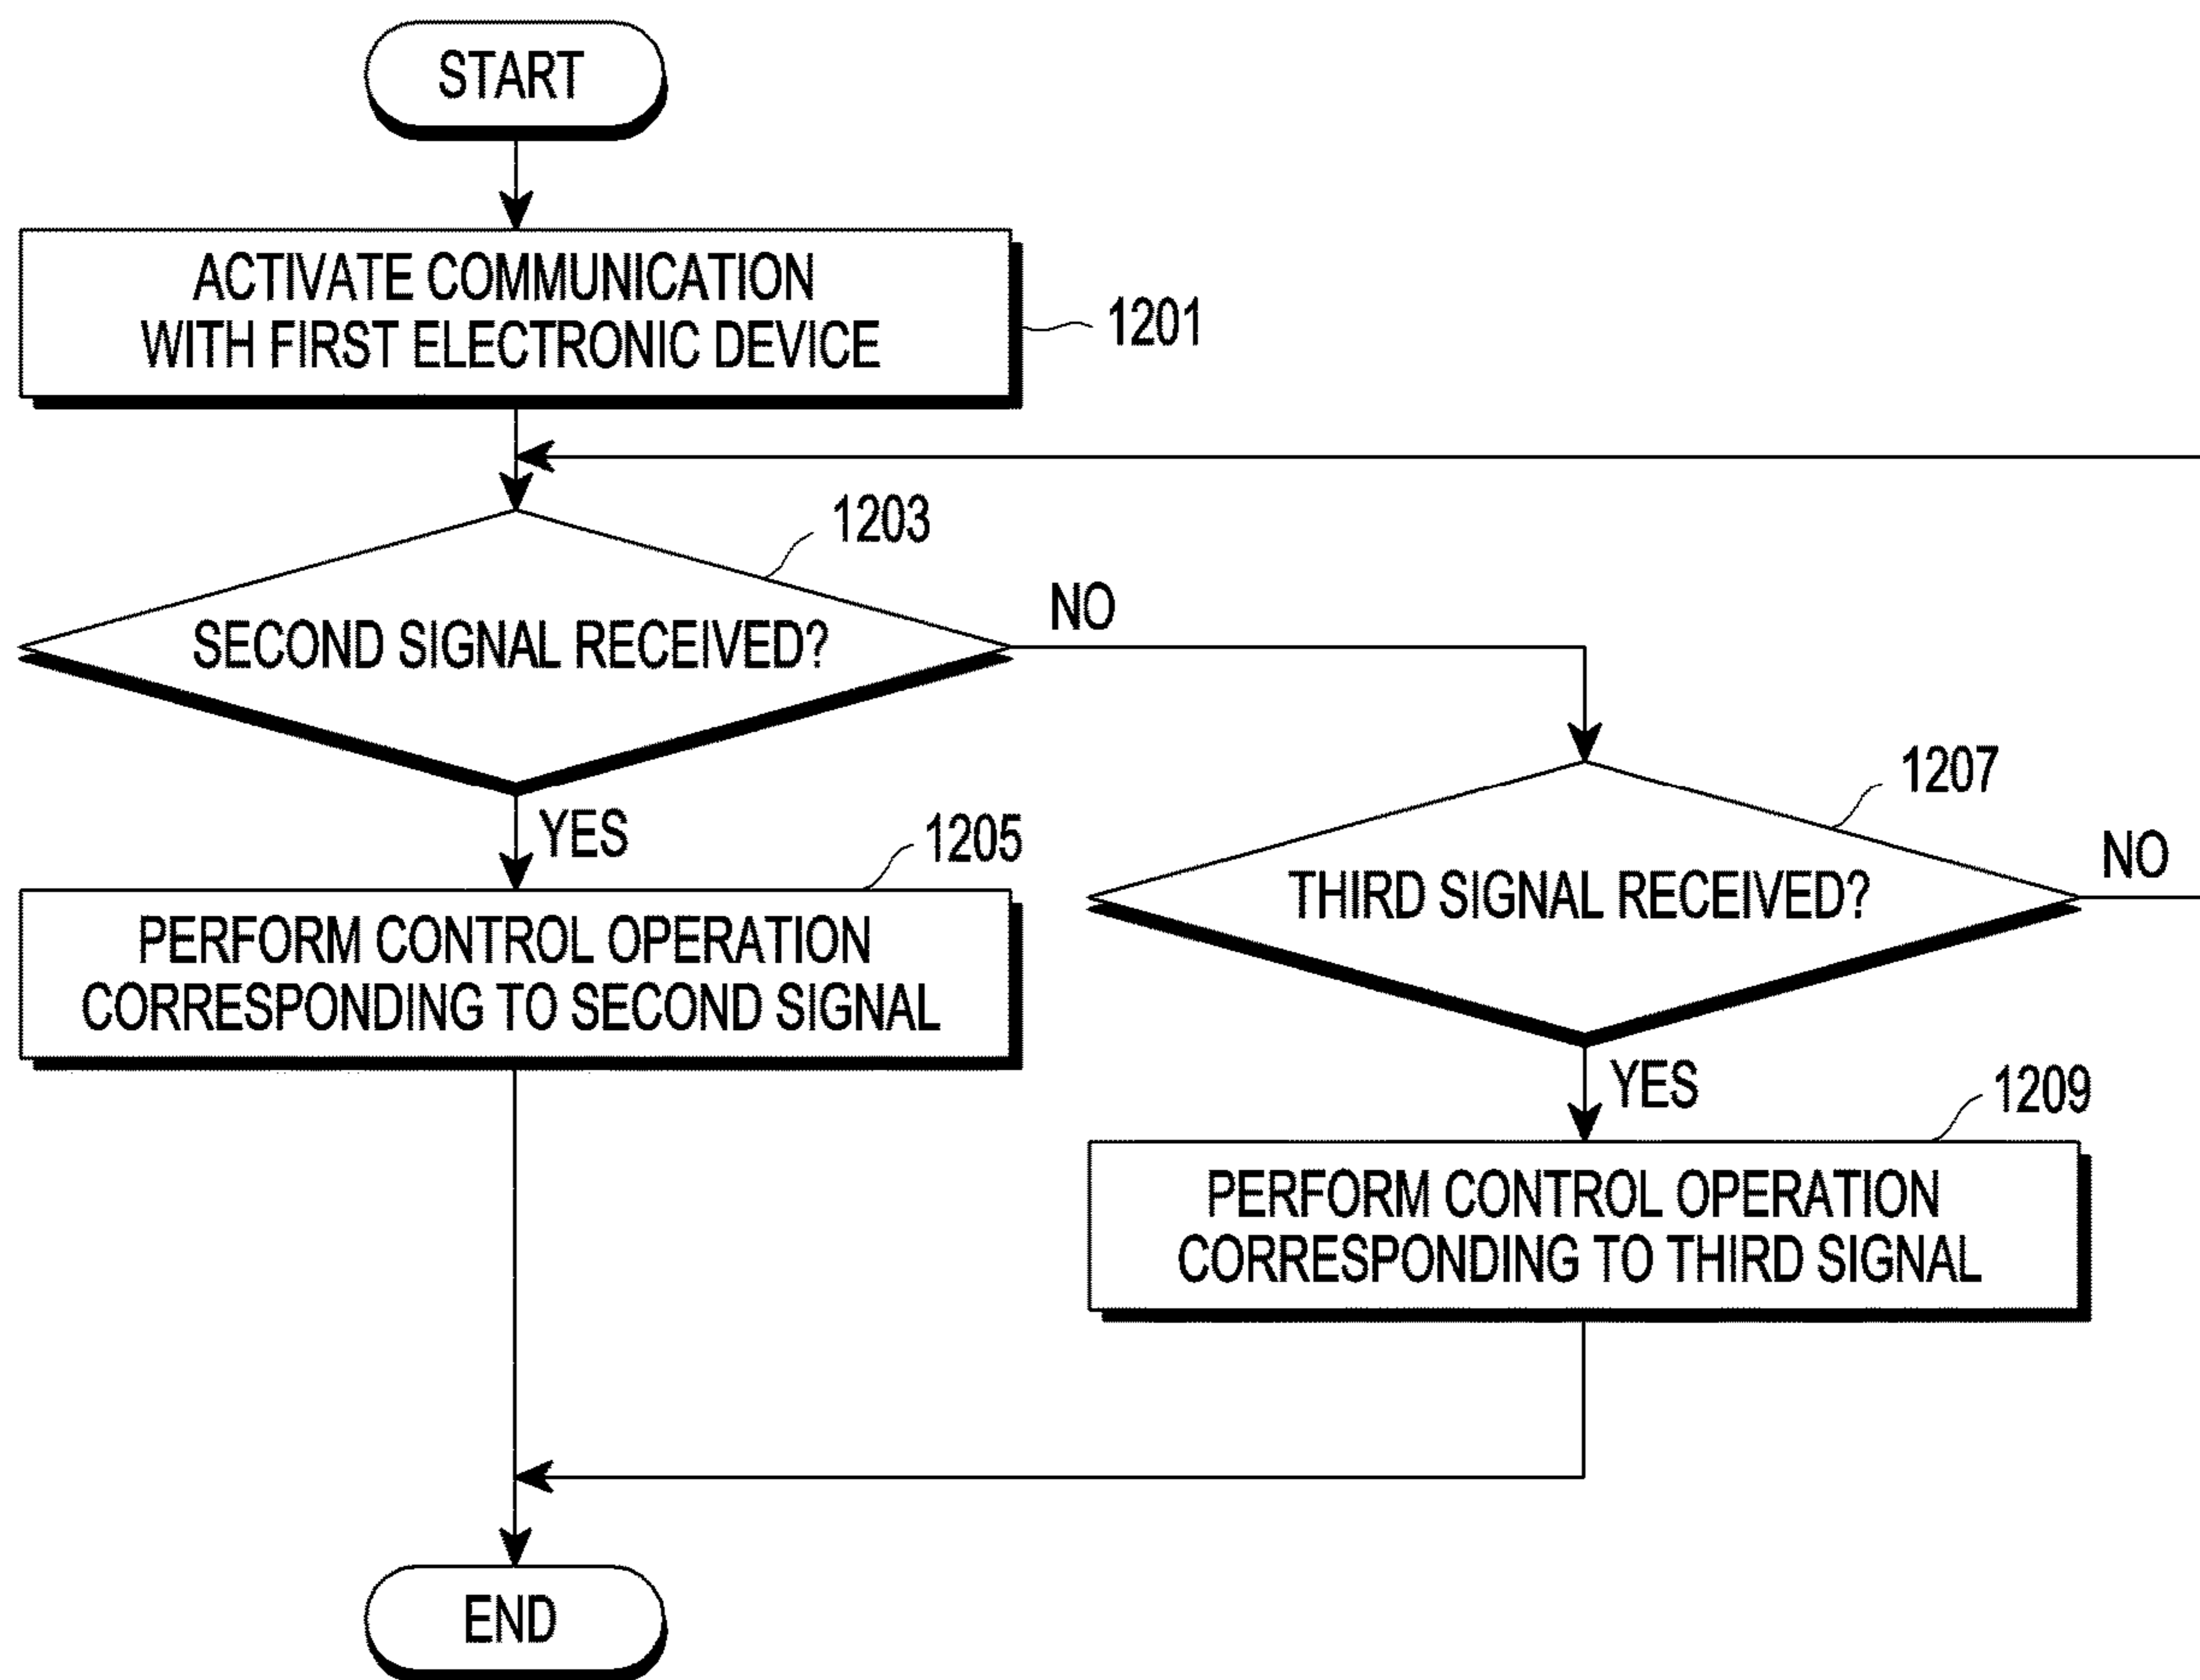 START
ACTIVATE COMMUNICATION
WITH FIRST ELECTRONIC DEVICE
1201
1203
SECOND SIGNAL RECEIVED?
NO
YES
1205
PERFORM CONTROL OPERATION
CORRESPONDING TO SECOND SIGNAL
1207
THIRD SIGNAL RECEIVED?
NO
YES
1209
PERFORM CONTROL OPERATION
CORRESPONDING TO THIRD SIGNAL
END